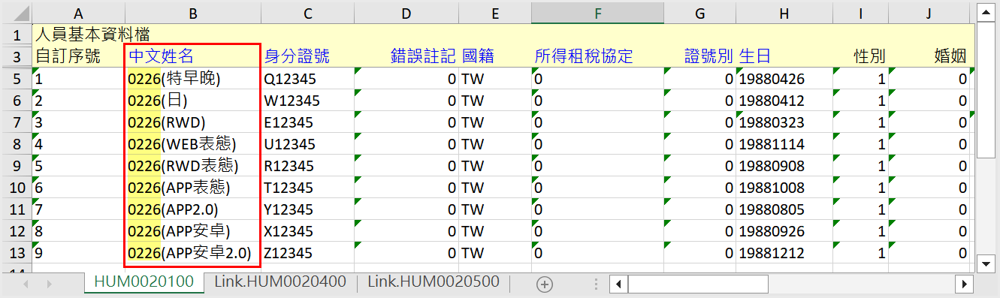 A B C D E F G H I J
1 人員基本資料檔
3 自訂序號 中文姓名 身分證號 錯誤註記 國籍 所得租稅協定 證號別 生日 性別 婚姻
5 1 0226(特早晚) Q12345 0 TW 0 0 19880426 1 0
6 2 0226(日) W12345 0 TW 0 0 19880412 1 0
7 3 0226(RWD) E12345 0 TW 0 0 19880323 1 0
8 4 0226(WEB表態) U12345 0 TW 0 0 19881114 1 0
9 5 0226(RWD表態) R12345 0 TW 0 0 19880908 1 0
10 6 0226(APP表態) T12345 0 TW 0 0 19881008 1 0
11 7 0226(APP2.0) Y12345 0 TW 0 0 19880805 1 0
12 8 0226(APP安卓) X12345 0 TW 0 0 19880926 1 0
13 9 0226(APP安卓2.0) Z12345 0 TW 0 0 19881212 1 0
HUM0020100 Link.HUM0020400 Link.HUM0020500